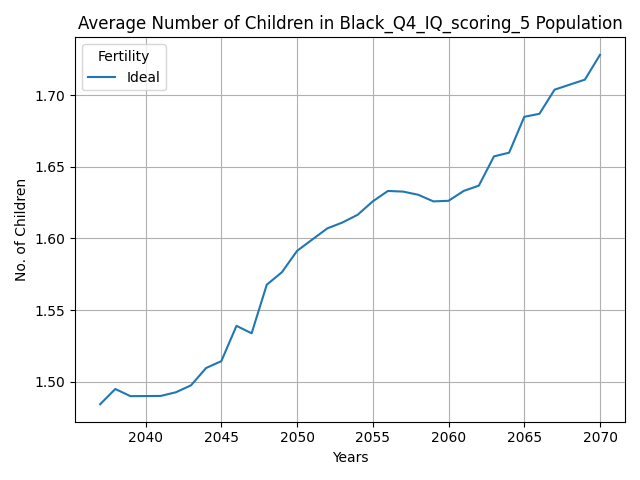 Average Number of Children in Black_Q4_IQ_scoring_5 Population
Fertility
Ideal
No. of Children
1.70
1.65
1.60
1.55
1.50
2040 2045 2050 2055 2060 2065 2070
Years